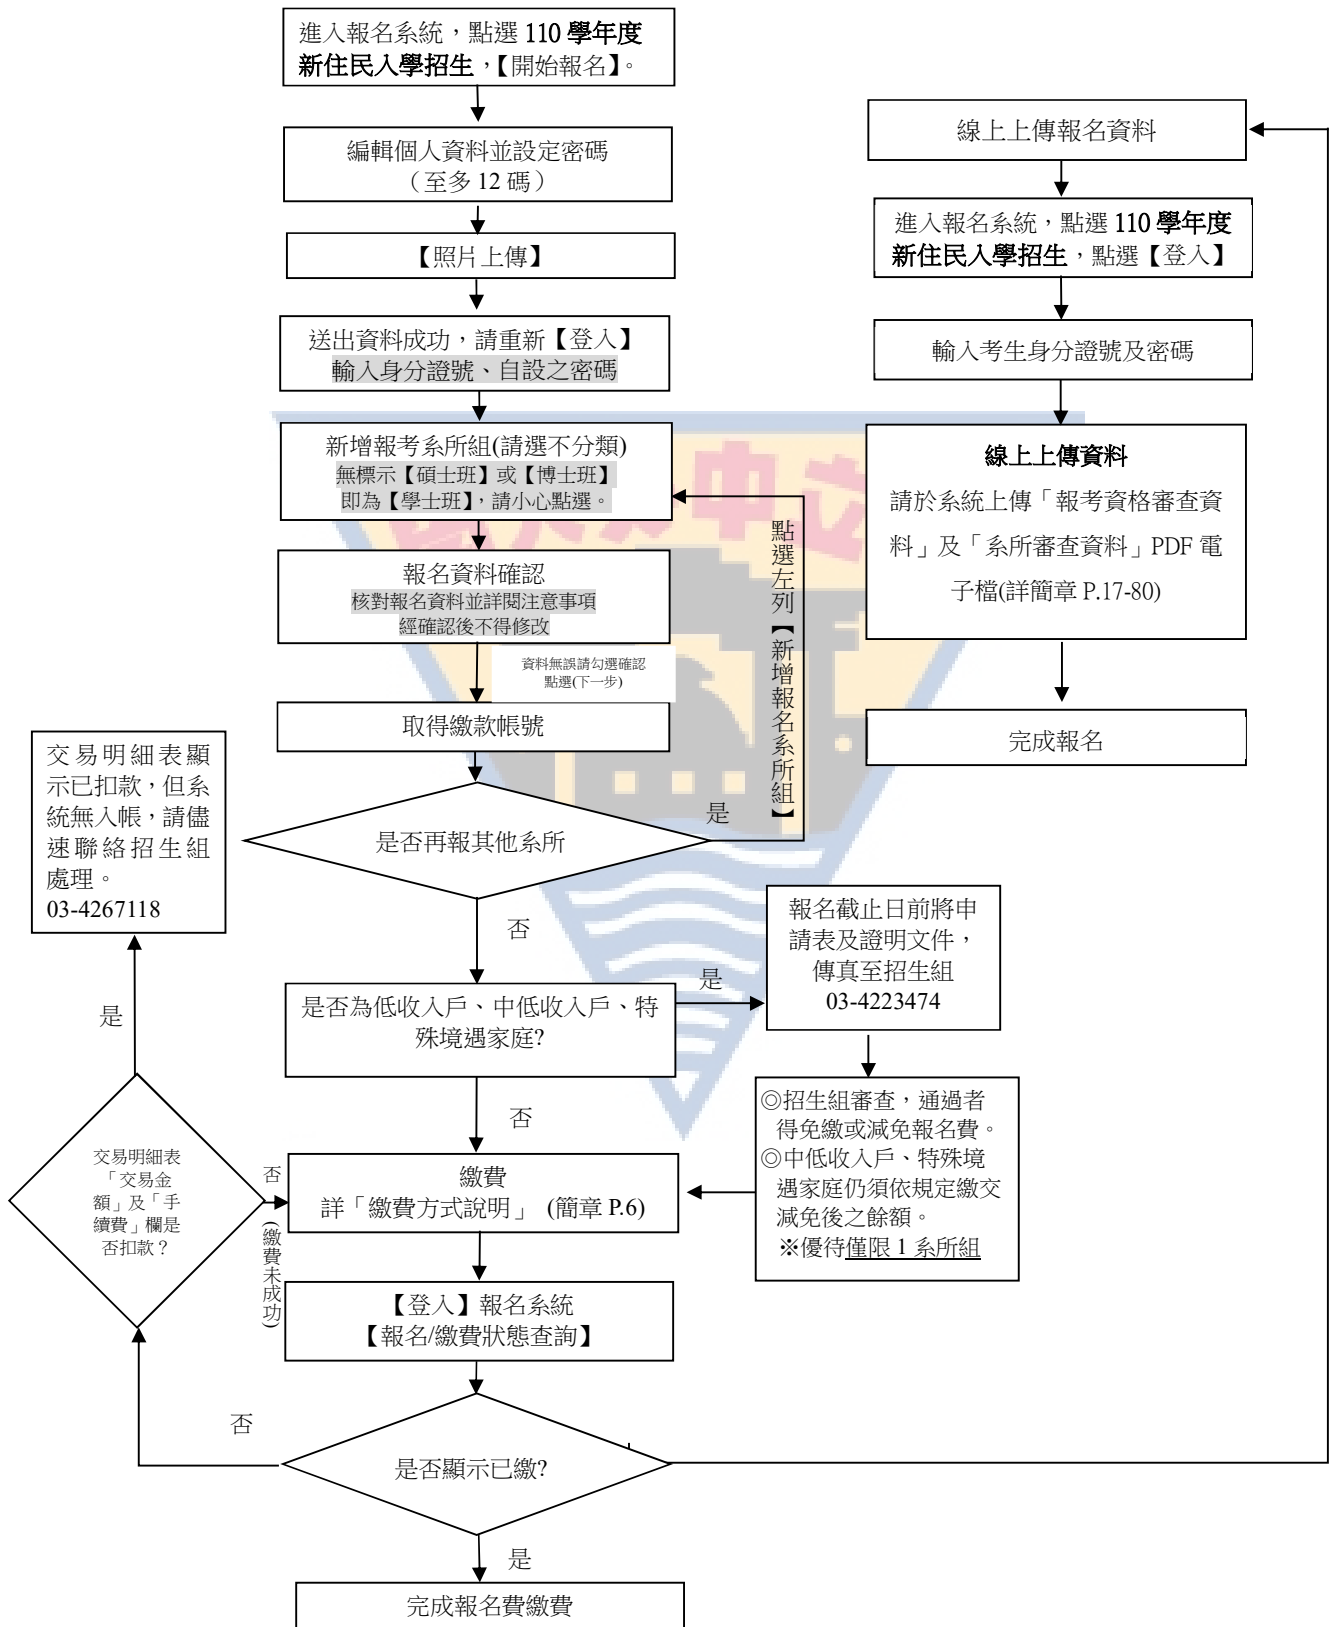 進入報名系統，點選 110 學年度
新住民入學招生，【開始報名】。
編輯個人資料並設定密碼
（至多 12 碼）
【照片上傳】
送出資料成功，請重新【登入】
輸入身分證號、自設之密碼
新增報考系所組(請選不分類)
無標示【碩士班】或【博士班】
即為【學士班】，請小心點選。
報名資料確認
核對報名資料並詳閱注意事項
經確認後不得修改
資料無誤請勾選確認
點選(下一步)
取得繳款帳號
是否再報其他系所
是
點選左列【新增報名系所組】
否
是否為低收入戶、中低收入戶、特
殊境遇家庭?
是
報名截止日前將申
請表及證明文件，
傳真至招生組
03-4223474
◎招生組審查，通過者
得免繳或減免報名費。
◎中低收入戶、特殊境
遇家庭仍須依規定繳交
減免後之餘額。
※優待僅限 1 系所組
否
繳費
詳「繳費方式說明」 (簡章 P.6)
【登入】報名系統
【報名/繳費狀態查詢】
是否顯示已繳?
是
完成報名費繳費
否
交易明細表
「交易金
額」及「手
續費」欄是
否扣款？
否
(繳費未成功)
是
交易明細表顯
示已扣款，但系
統無入帳，請儘
速聯絡招生組
處理。
03-4267118
線上上傳報名資料
進入報名系統，點選 110 學年度
新住民入學招生，點選【登入】
輸入考生身分證號及密碼
線上上傳資料
請於系統上傳「報考資格審查資
料」及「系所審查資料」PDF 電
子檔(詳簡章 P.17-80)
完成報名